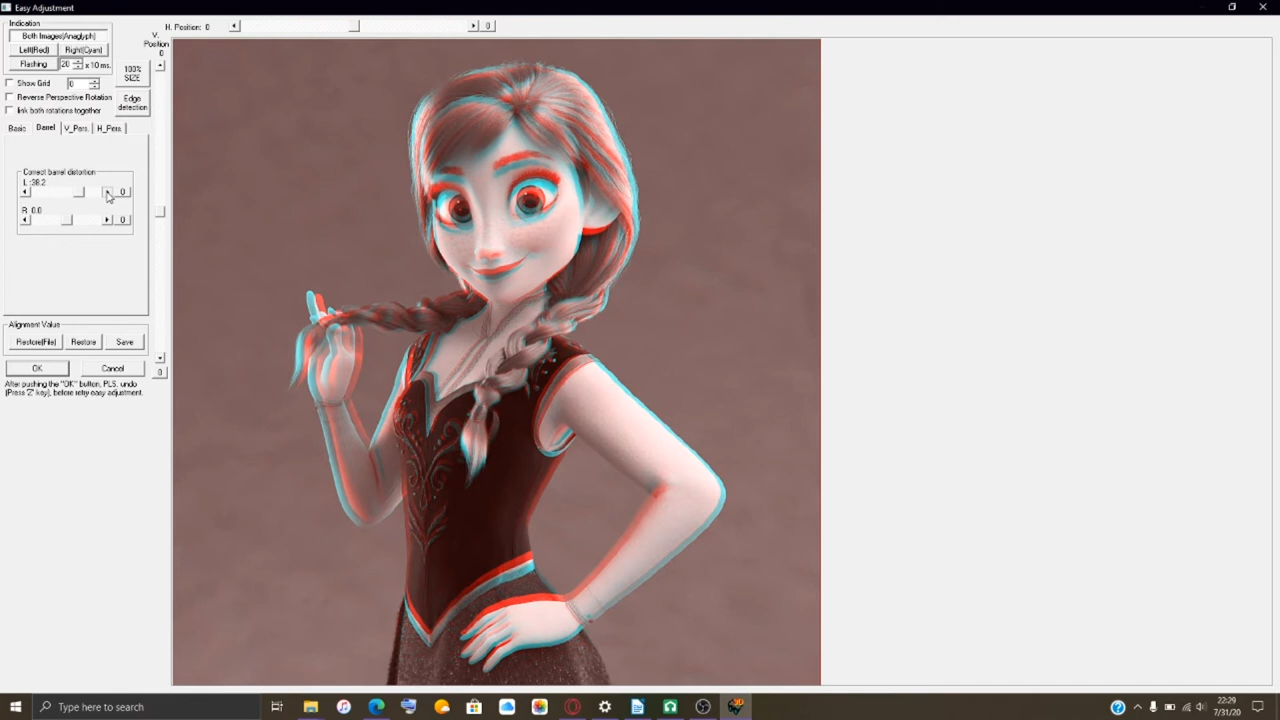 Easy Adjustment
Indication
Both Images(Anaglyph)
Left(Red) Right(Cyan)
Flashing 20 x 10 ms.
Show Grid 0
Reverse Perspective Rotation
link both rotations together
H. Position: 0
0
V.
Position
0
100%
SIZE
Edge
detection
Basic Barrel V_Pers. H_Pers.
Correct barrel distortion
L :38.2
0
R 0.0
0
Alignment Value
Restore(File) Restore Save
OK Cancel
0
After pushing the "OK" button, PLS, undo
(Press 'Z' key), before retry easy adjustment.
Type here to search
22:29
7/31/20